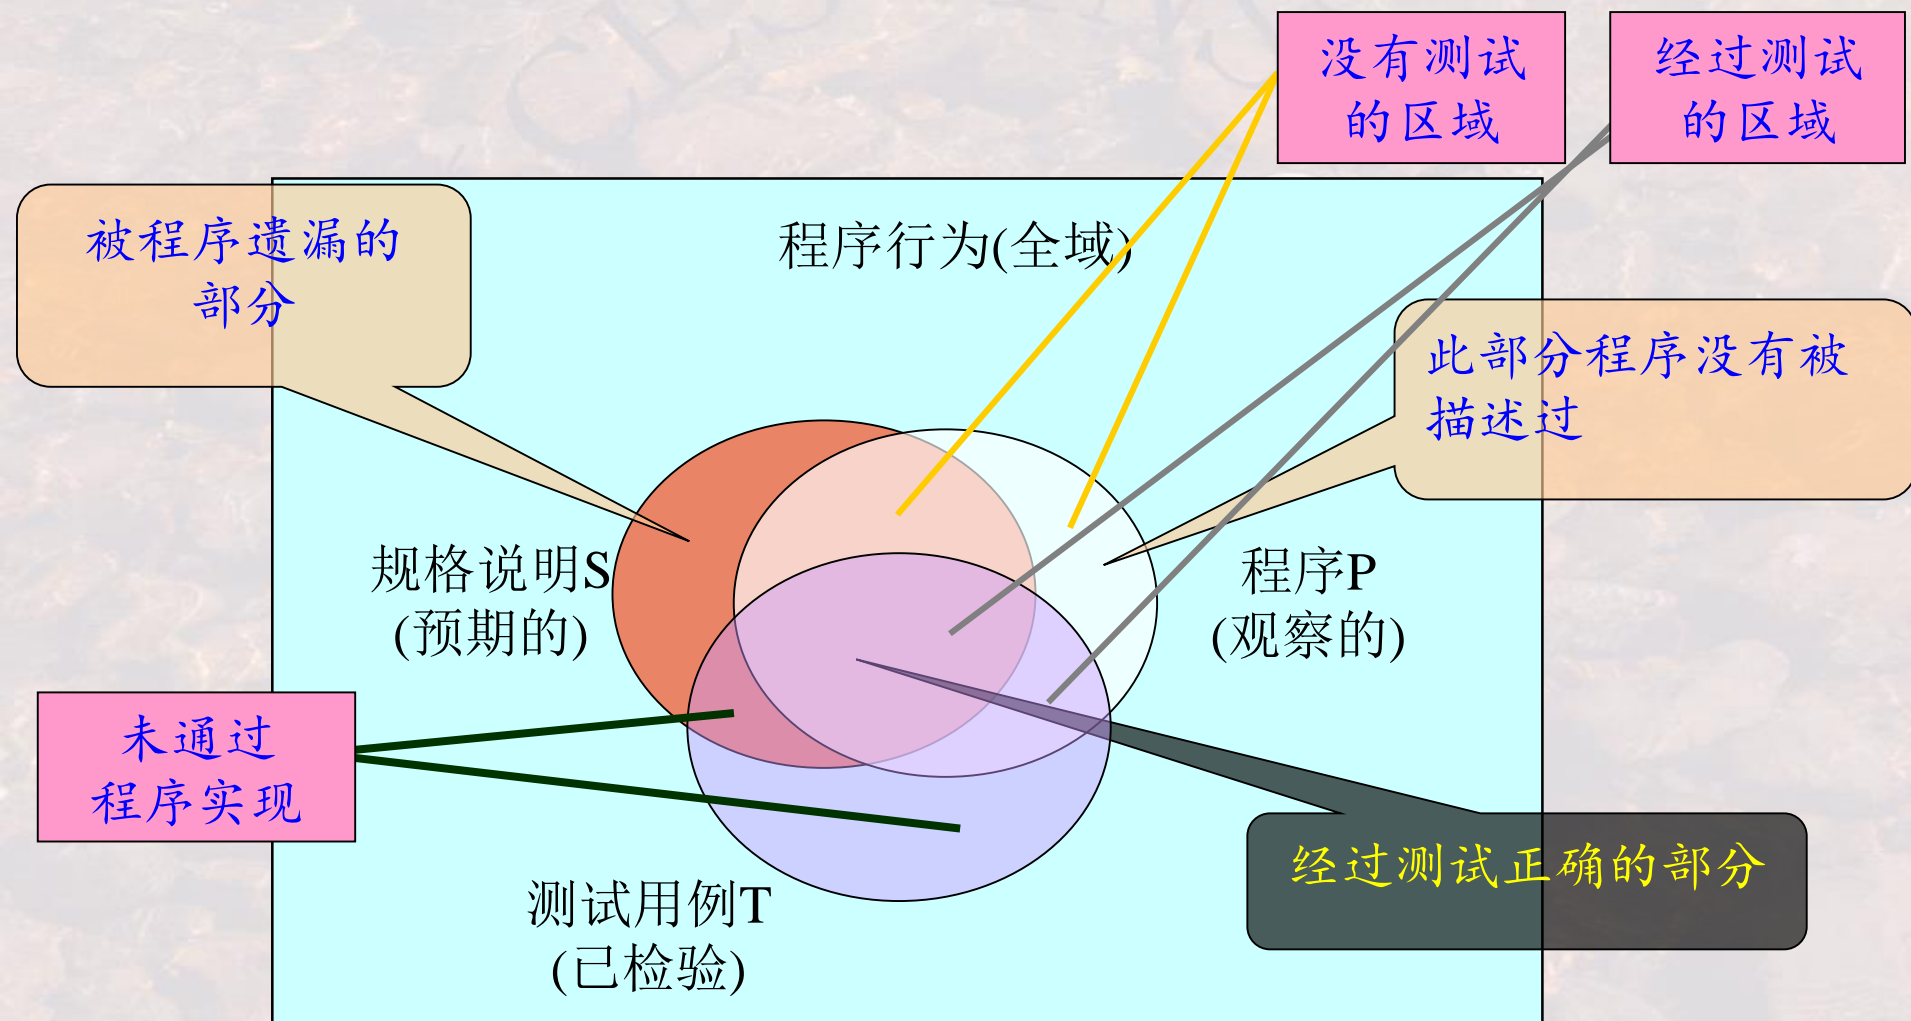 没有测试
的区域
经过测试
的区域
被程序遗漏的
部分
程序行为(全域)
此部分程序没有被
描述过
规格说明S
(预期的)
程序P
(观察的)
未通过
程序实现
经过测试正确的部分
测试用例T
(已检验)